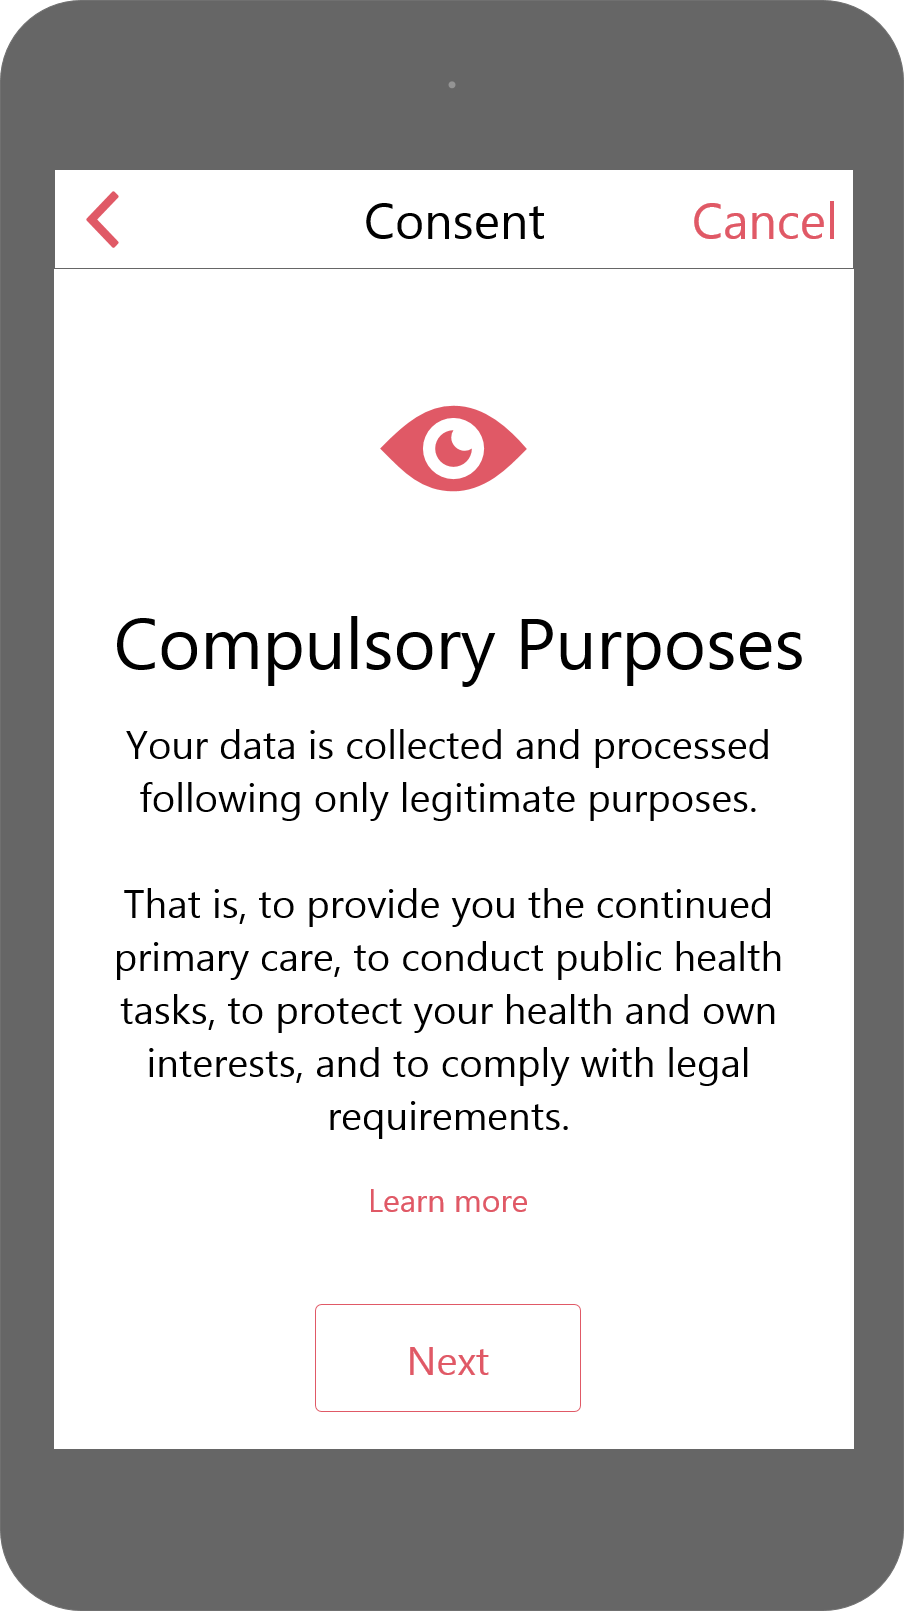 Consent
Cancel
Compulsory Purposes
Your data is collected and processed
following only legitimate purposes.
That is, to provide you the continued
primary care, to conduct public health
tasks, to protect your health and own
interests, and to comply with legal
requirements.
Learn more
Next